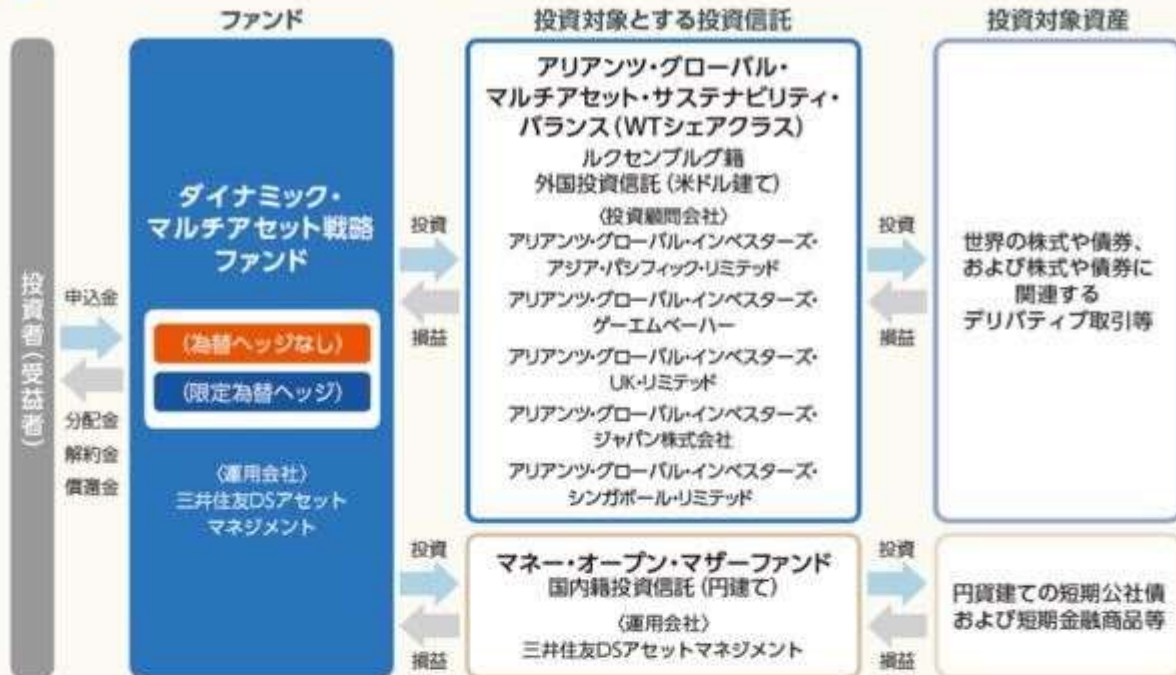 ファンド
投資対象とする投資信託
投資対象資産
投資者(受益者)
申込金
分配金
解約金
償還金
ダイナミック・
マルチアセット戦略
ファンド
(為替ヘッジなし)
(限定為替ヘッジ)
〈運用会社〉
三井住友DSアセット
マネジメント
投資
損益
アリアンツ・グローバル・
マルチアセット・サステナビリティ・
バランス(WTシェアクラス)
ルクセンブルグ籍
外国投資信託(米ドル建て)
〈投資顧問会社〉
アリアンツ・グローバル・インベスターズ・
アジア・パシフィック・リミテッド
アリアンツ・グローバル・インベスターズ・
ゲーエムベーハー
アリアンツ・グローバル・インベスターズ・
UK・リミテッド
アリアンツ・グローバル・インベスターズ・
ジャパン株式会社
アリアンツ・グローバル・インベスターズ・
シンガポール・リミテッド
投資
損益
世界の株式や債券、
および株式や債券に
関連する
デリバティブ取引等
投資
損益
マネー・オープン・マザーファンド
国内籍投資信託(円建て)
〈運用会社〉
三井住友DSアセットマネジメント
投資
損益
円貨建ての短期公社債
および短期金融商品等